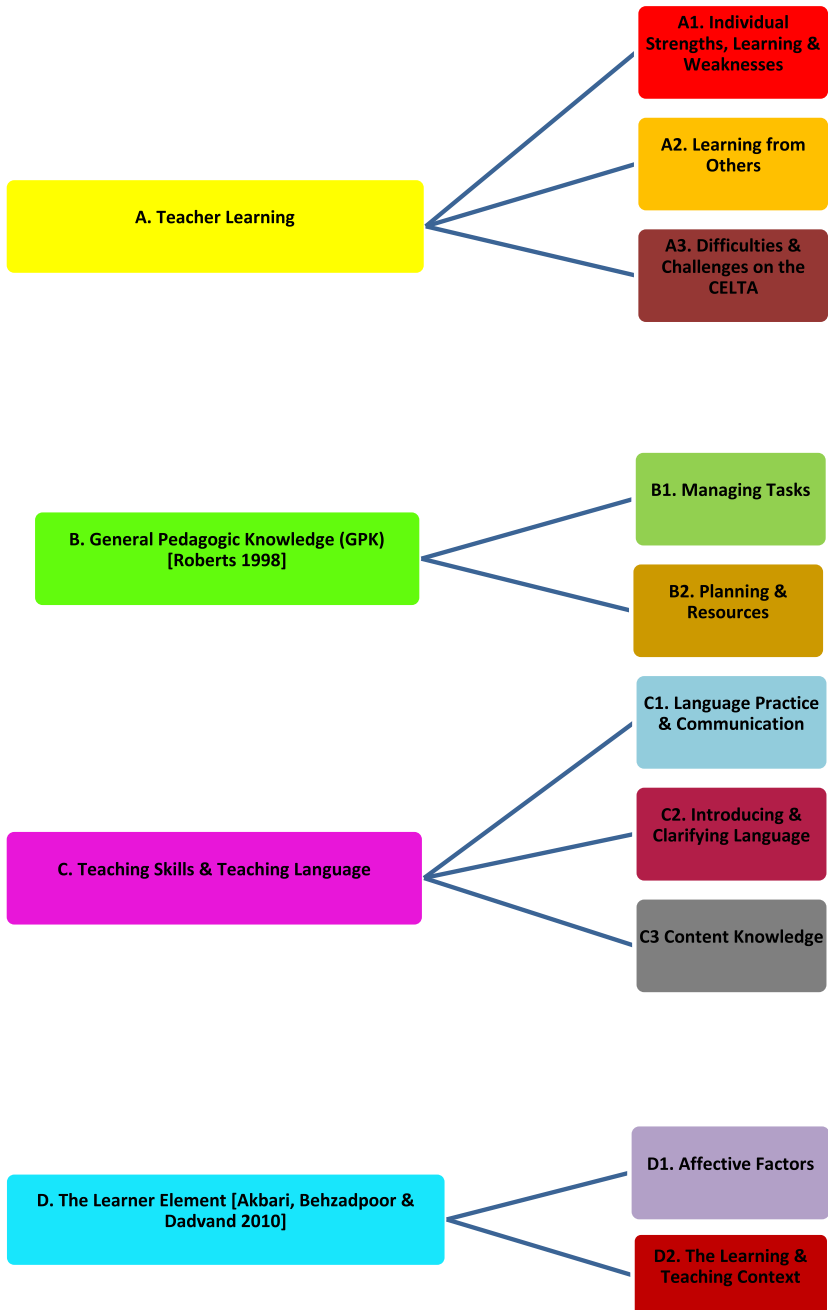 A1. Individual
Strengths, Learning &
Weaknesses
A2. Learning from
Others
A. Teacher Learning
A3. Difficulties &
Challenges on the
CELTA
B1. Managing Tasks
B. General Pedagogic Knowledge (GPK)
[Roberts 1998]
B2. Planning &
Resources
C1. Language Practice
& Communication
C2. Introducing &
Clarifying Language
C. Teaching Skills & Teaching Language
C3 Content Knowledge
D1. Affective Factors
D. The Learner Element [Akbari, Behzadpoor &
Dadvand 2010]
D2. The Learning &
Teaching Context